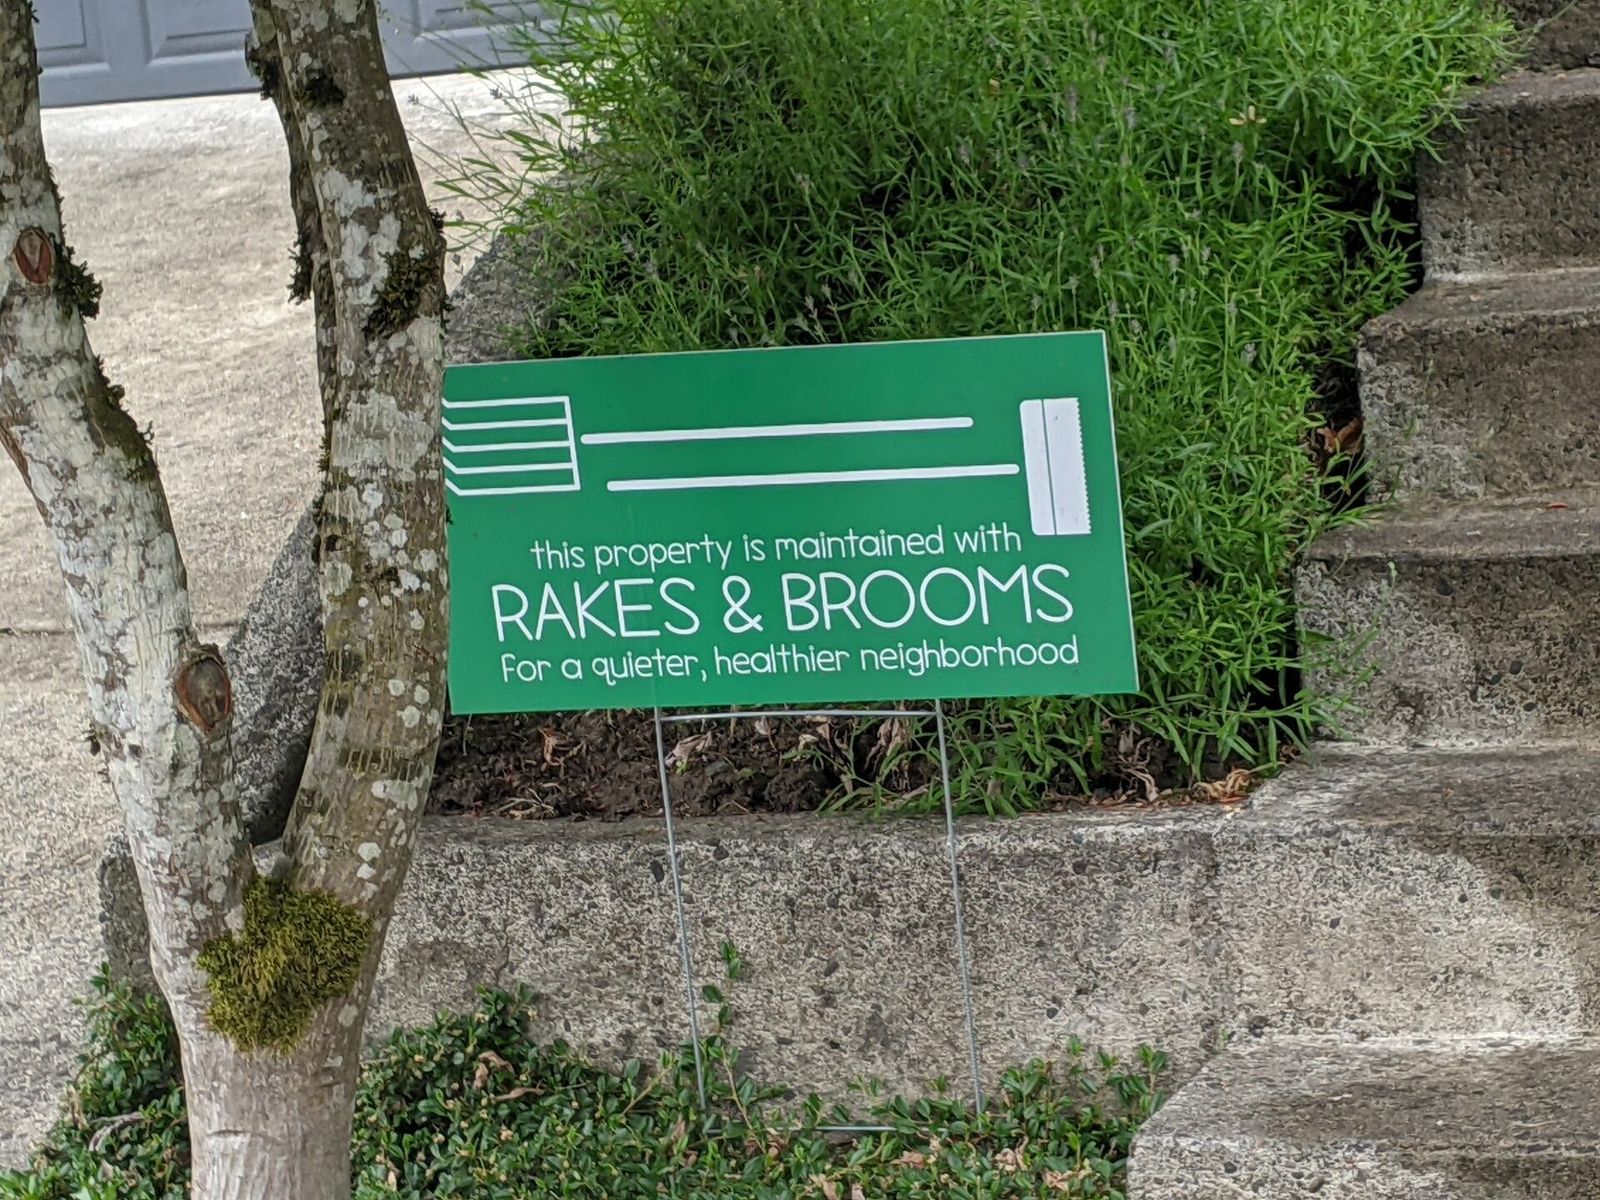 this property is maintained with
RAKES & BROOMS
for a quieter, healthier neighborhood